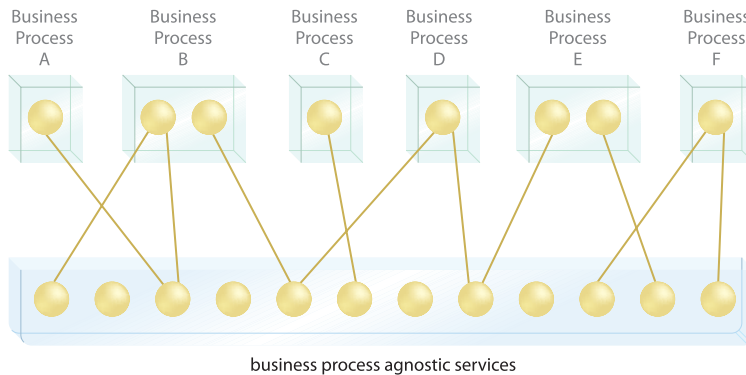 Business
Process
A
Business
Process
B
Business
Process
C
Business
Process
D
Business
Process
E
Business
Process
F
business process agnostic services